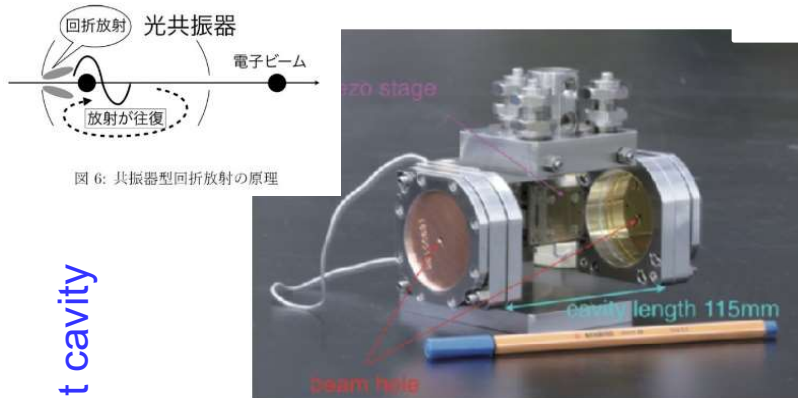 回折放射
光共振器
電子ビーム
放射が往復
図 6: 共振器型回折放射の原理
ezo stage
cavity length 115mm
beam hole
t cavity